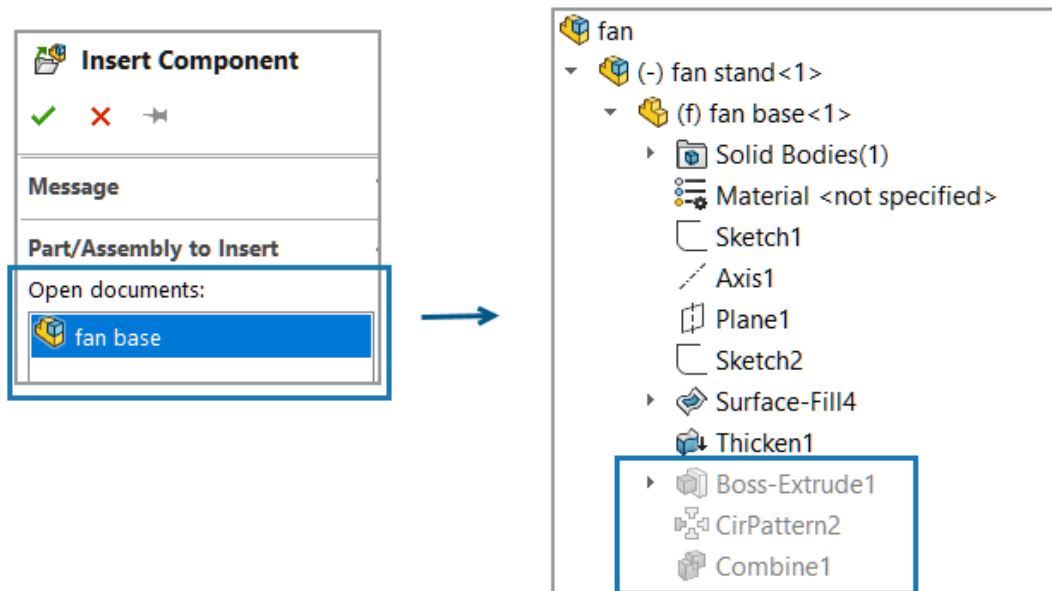 Insert Component
Message
Part/Assembly to Insert
Open documents:
fan base
fan
(-) fan stand<1>
(f) fan base<1>
Solid Bodies(1)
Material <not specified>
Sketch1
Axis1
Plane1
Sketch2
Surface-Fill4
Thicken1
Boss-Extrude1
CirPattern2
Combine1